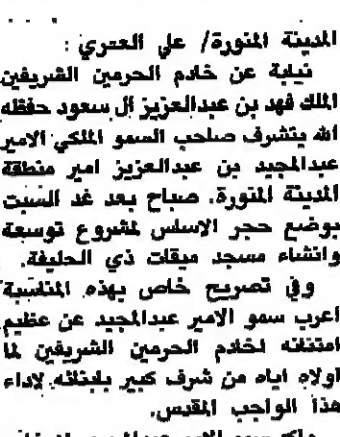 المدينة المنورة/ علي العمري :
نيابة عن خادم الحرمين الشريفين
الملك فهد بن عبدالعزيز آل سعود حفظه
الله يتشرف صاحب السمو الملكي الامير
عبدالمجيد بن عبدالعزيز امير منطقة
المدينة المنورة، صباح بعد غد السبت
بوضع حجر الاساس لمشروع توسعة
وانشاء مسجد ميقات ذي الحليفة.
وفي تصريح خاص بهذه المناسبة
أعرب سمو الامير عبدالمجيد عن عظيم
امتنانه لخادم الحرمين الشريفين لما
اولاه اياه من شرف كبير بإنابته لاداء
هذا الواجب المقدس.